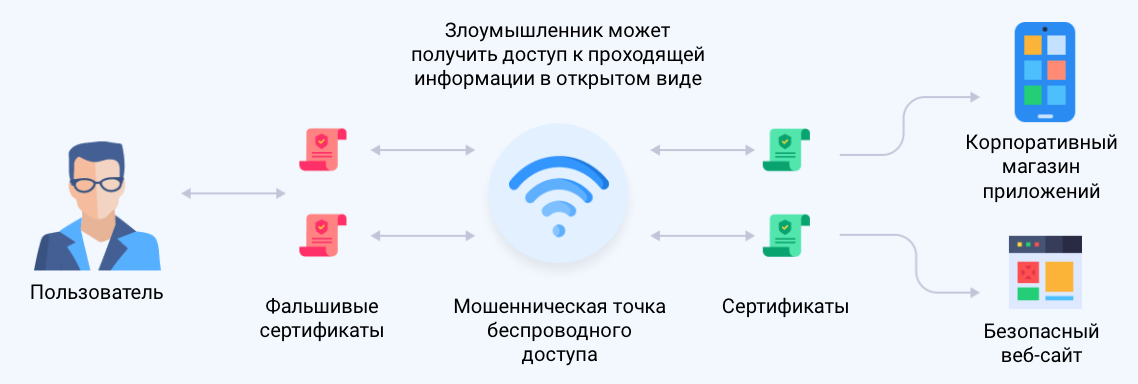 Злоумышленник может
получить доступ к проходящей
информации в открытом виде
Корпоративный
магазин
приложений
Пользователь
Фальшивые
сертификаты
Мошенническая точка
беспроводного
доступа
Сертификаты
Безопасный
веб-сайт